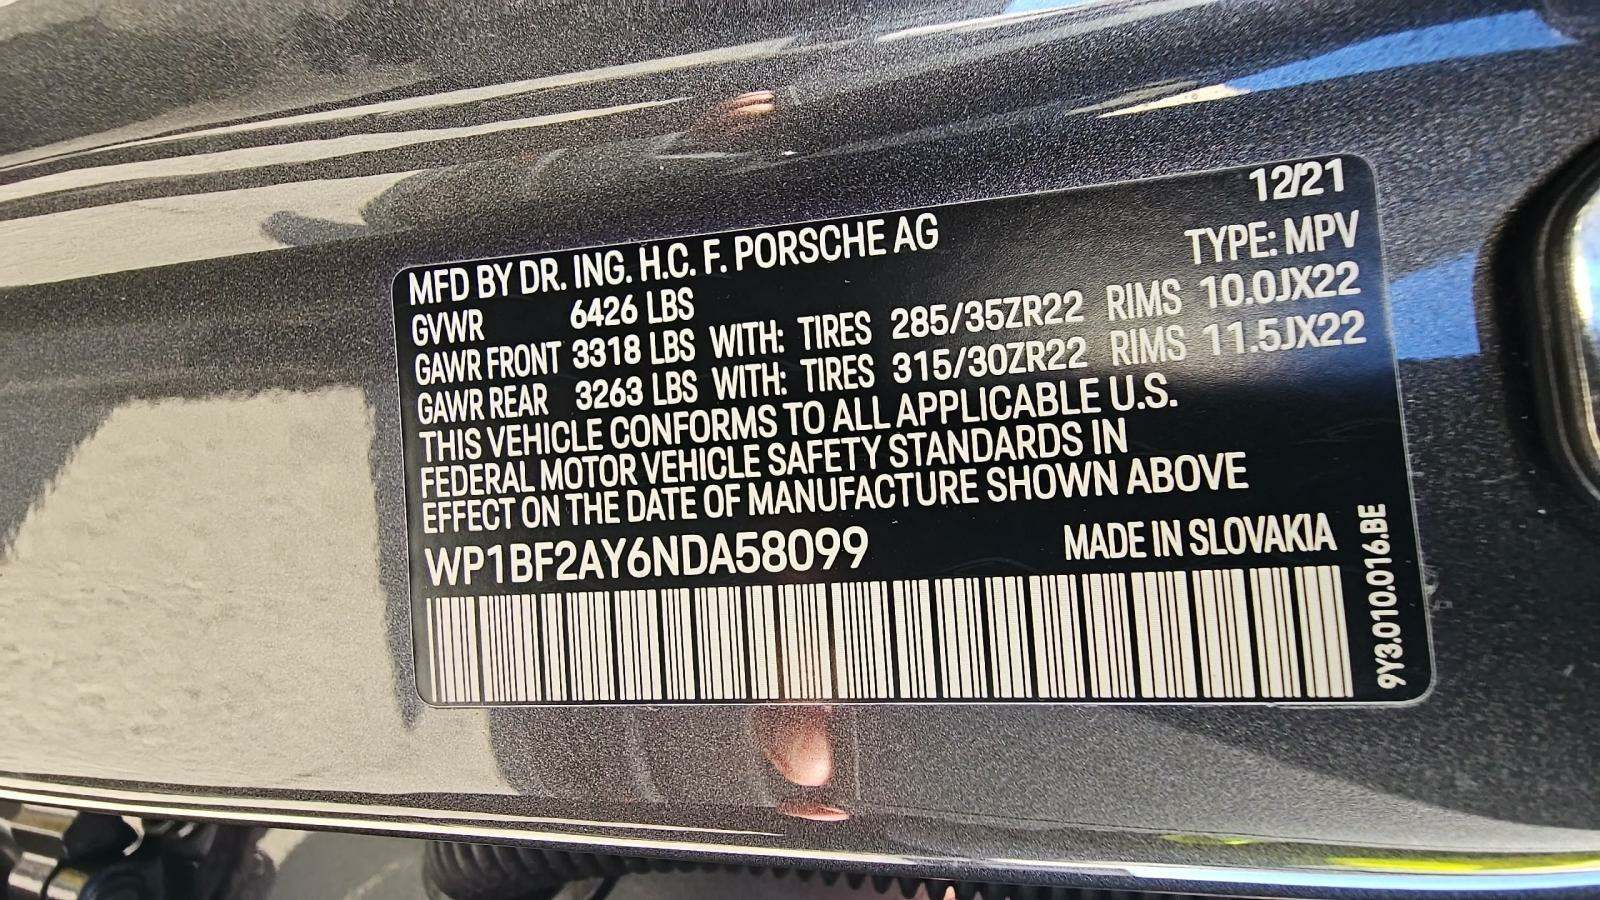 12/21
MFD BY DR. ING. H.C. F. PORSCHE AG TYPE: MPV
GVWR 6426 LBS
GAWR FRONT 3318 LBS WITH: TIRES 285/35ZR22 RIMS 10.0JX22
GAWR REAR 3263 LBS WITH: TIRES 315/30ZR22 RIMS 11.5JX22
THIS VEHICLE CONFORMS TO ALL APPLICABLE U.S.
FEDERAL MOTOR VEHICLE SAFETY STANDARDS IN
EFFECT ON THE DATE OF MANUFACTURE SHOWN ABOVE
WP1BF2AY6NDA58099 MADE IN SLOVAKIA
9Y3.010.016.BE